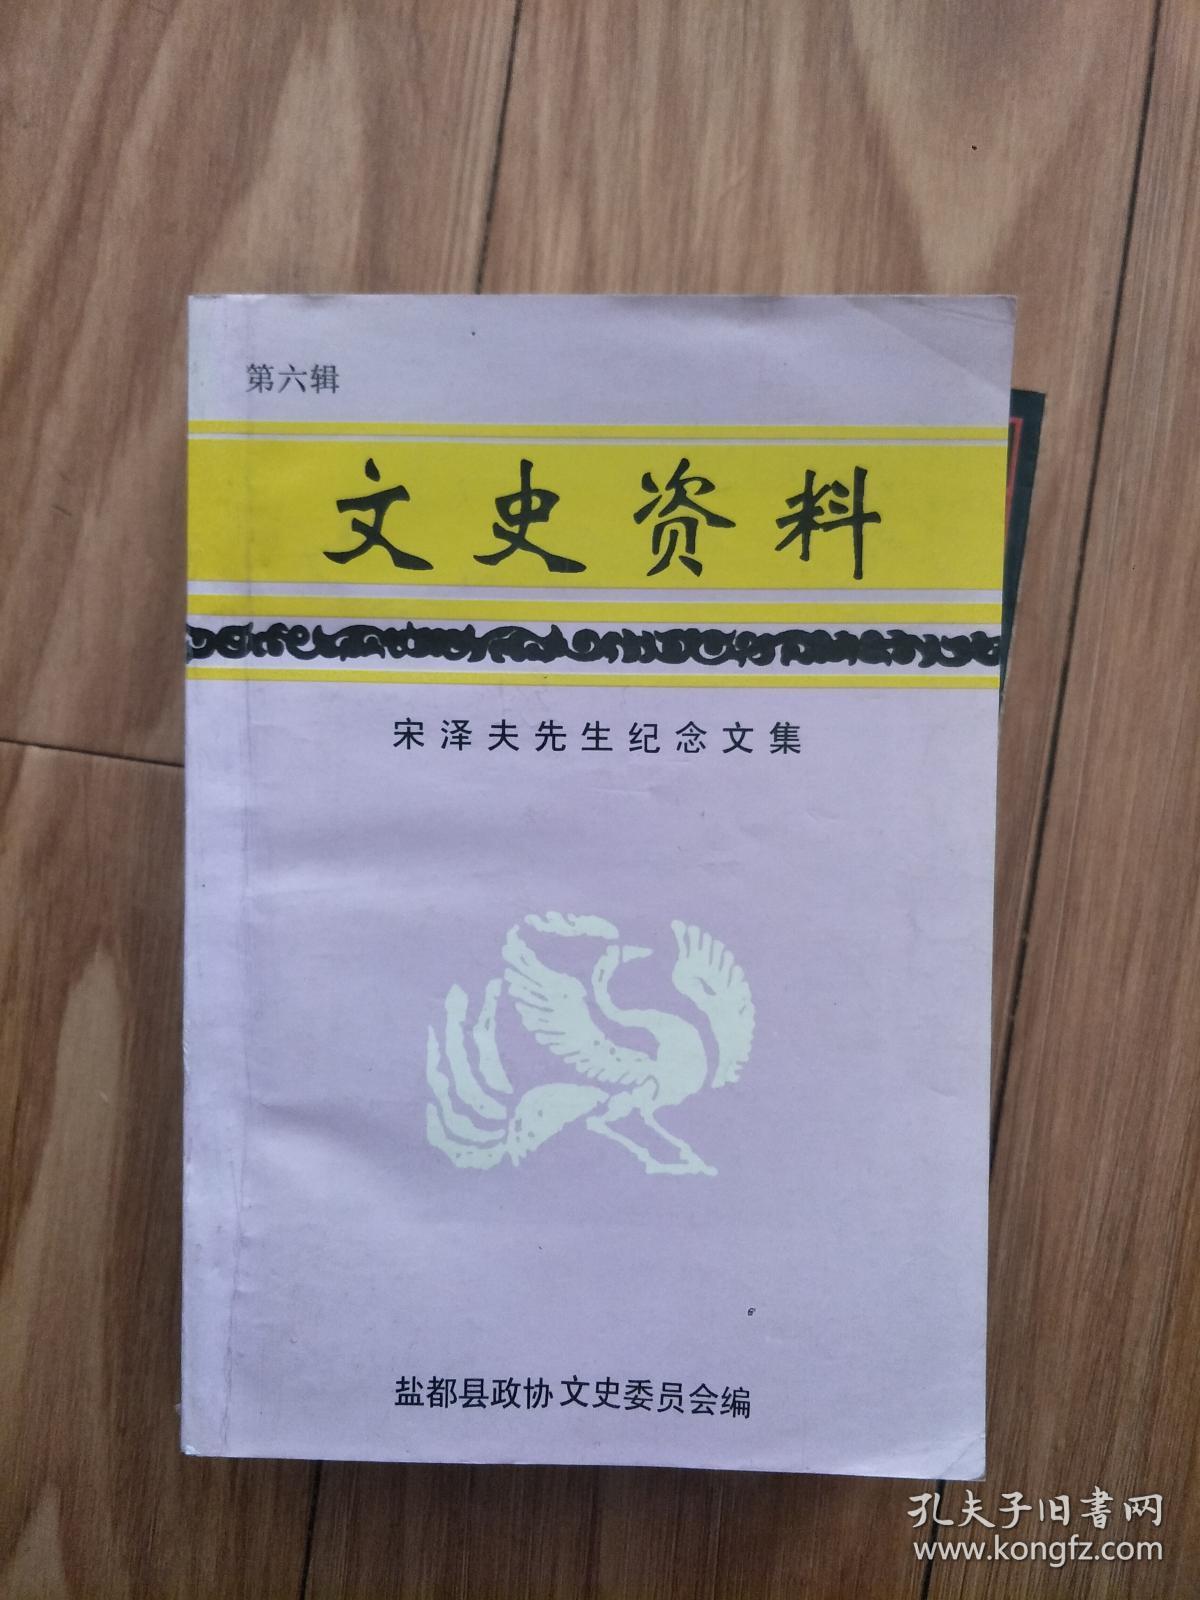 第六辑
文史资料
宋泽夫先生纪念文集
盐都县政协文史委员会编
孔夫子旧书网
www.kongfz.com